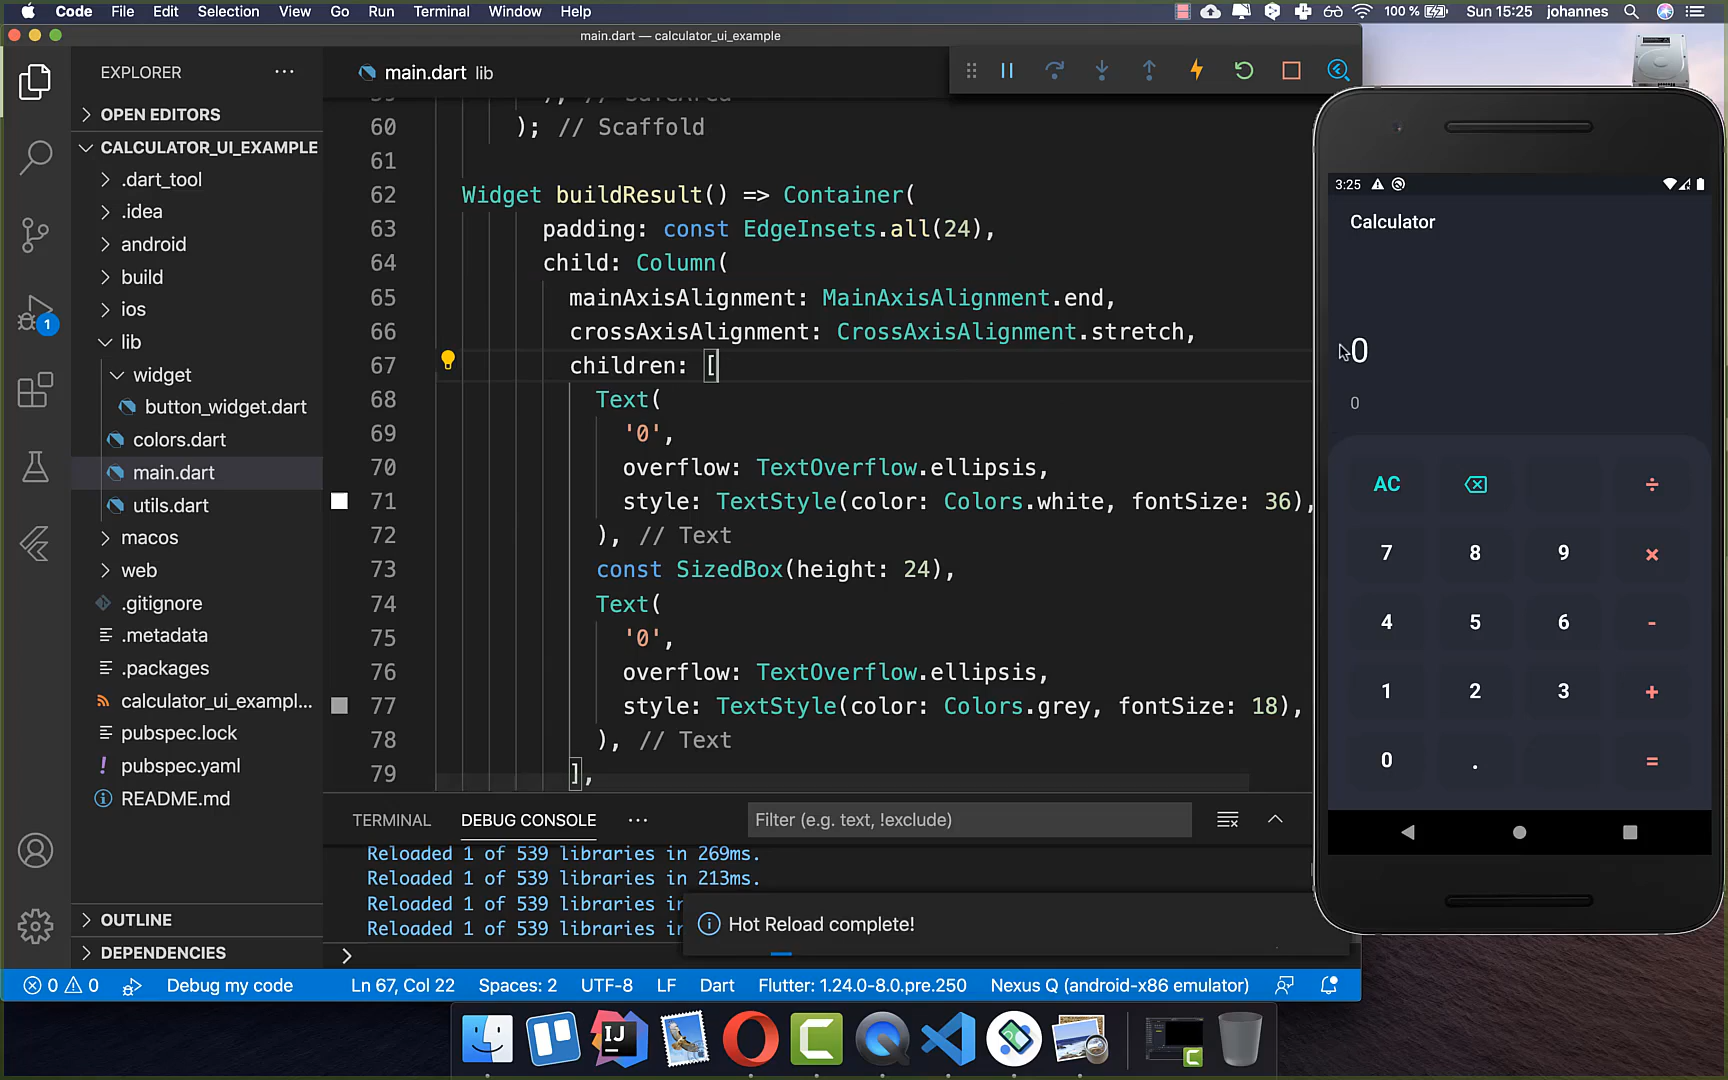 Code File Edit Selection View Go Run Terminal Window Help 100 % Sun 15:25 johannes
main.dart — calculator_ui_example
EXPLORER
OPEN EDITORS
CALCULATOR_UI_EXAMPLE
.dart_tool
.idea
android
build
ios
lib
widget
button_widget.dart
colors.dart
main.dart
utils.dart
macos
web
.gitignore
.metadata
.packages
calculator_ui_exampl...
pubspec.lock
pubspec.yaml
README.md
OUTLINE
DEPENDENCIES
1
main.dart lib
59 ), // SafeArea
60 ); // Scaffold
61
62 Widget buildResult() => Container(
63 padding: const EdgeInsets.all(24),
64 child: Column(
65 mainAxisAlignment: MainAxisAlignment.end,
66 crossAxisAlignment: CrossAxisAlignment.stretch,
67 children: [
68 Text(
69 '0',
70 overflow: TextOverflow.ellipsis,
71 style: TextStyle(color: Colors.white, fontSize: 36),
72 ), // Text
73 const SizedBox(height: 24),
74 Text(
75 '0',
76 overflow: TextOverflow.ellipsis,
77 style: TextStyle(color: Colors.grey, fontSize: 18),
78 ), // Text
79 ],
TERMINAL DEBUG CONSOLE ... Filter (e.g. text, !exclude)
Reloaded 1 of 539 libraries in 269ms.
Reloaded 1 of 539 libraries in 213ms.
Reloaded 1 of 539 libraries
Reloaded 1 of 539 libraries
Hot Reload complete!
0 0 Debug my code Ln 67, Col 22 Spaces: 2 UTF-8 LF Dart Flutter: 1.24.0-8.0.pre.250 Nexus Q (android-x86 emulator)
3:25
Calculator
0
0
AC ÷
7 8 9 ×
4 5 6 -
1 2 3 +
0 . =
IJ
C
C